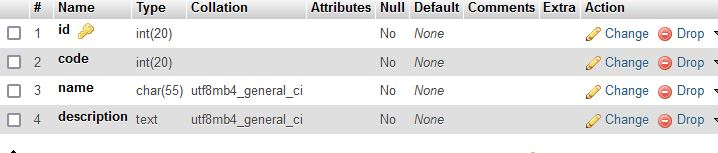 # Name Type Collation Attributes Null Default Comments Extra Action
1 id int(20) No None Change Drop
2 code int(20) No None Change Drop
3 name char(55) utf8mb4_general_ci No None Change Drop
4 description text utf8mb4_general_ci No None Change Drop